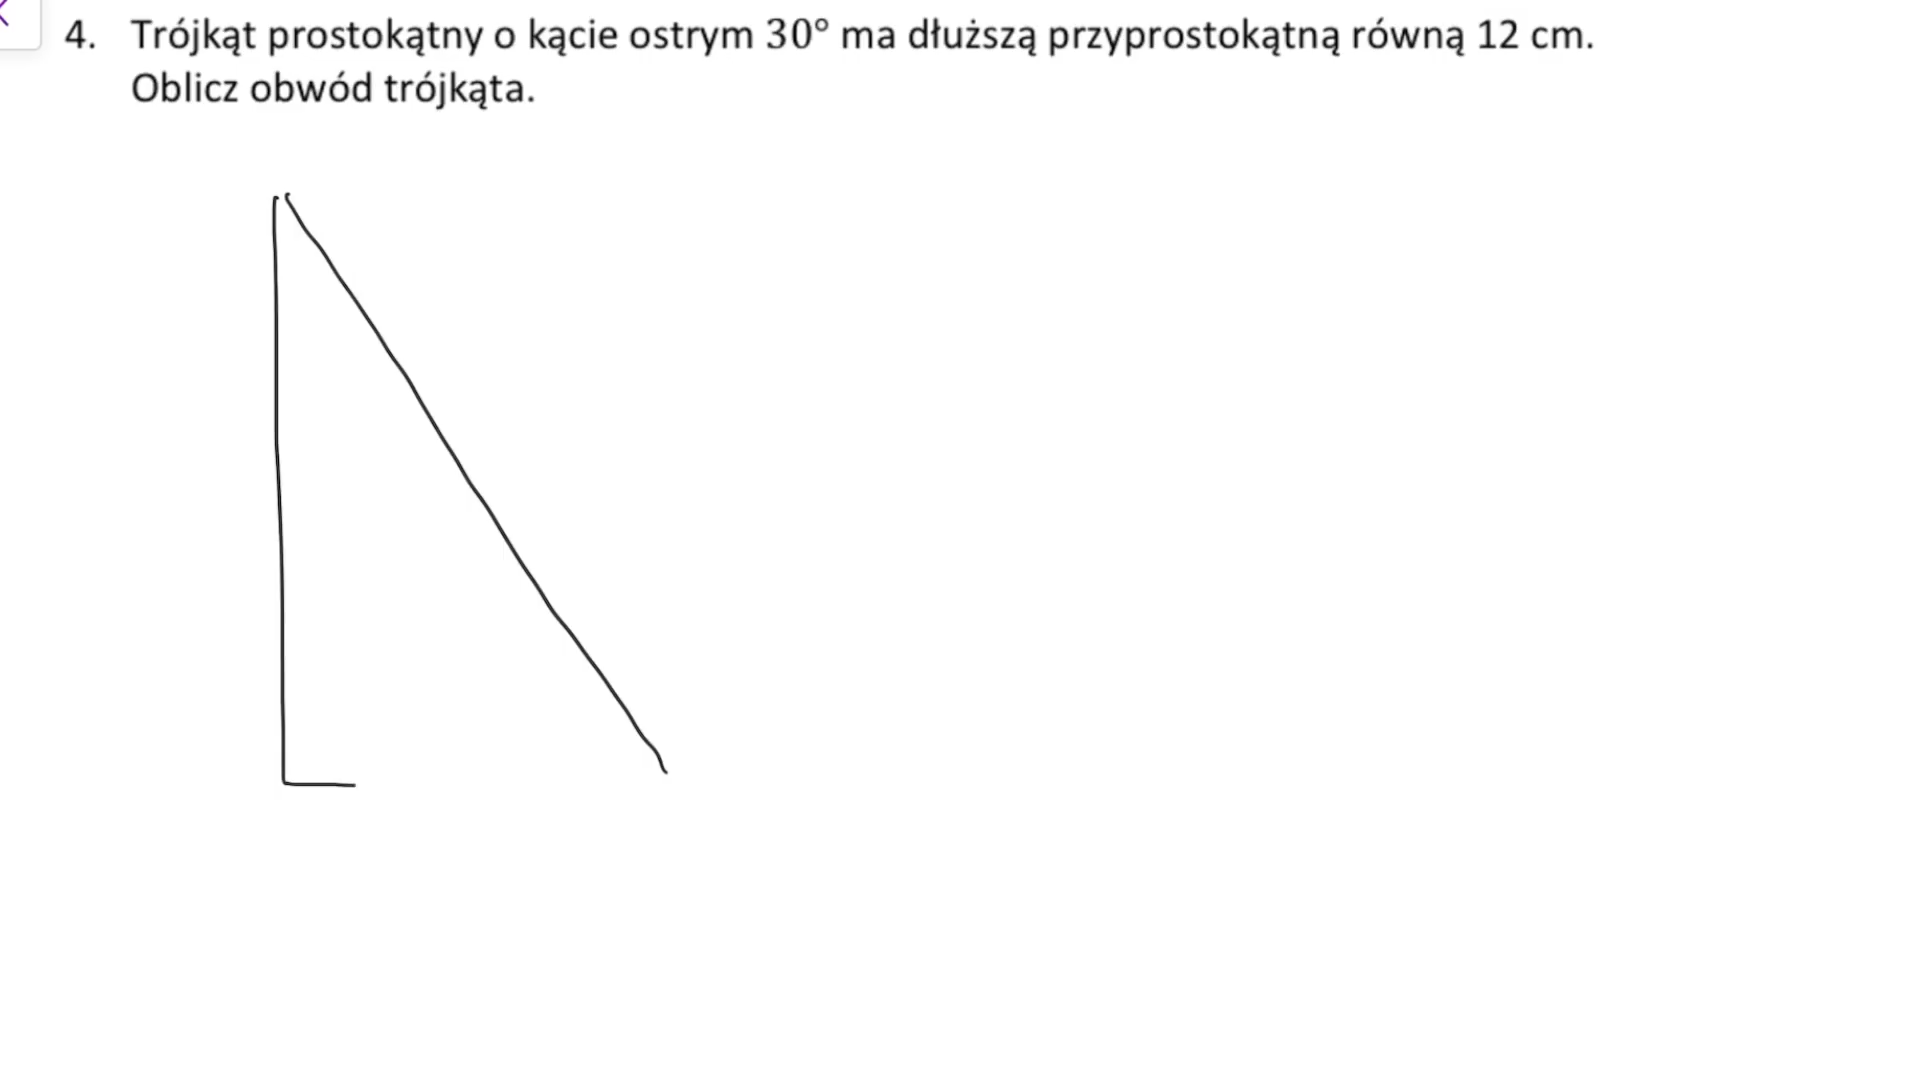 4. Trójkąt prostokątny o kącie ostrym 30° ma dłuższą przyprostokątną równą 12 cm.
Oblicz obwód trójkąta.